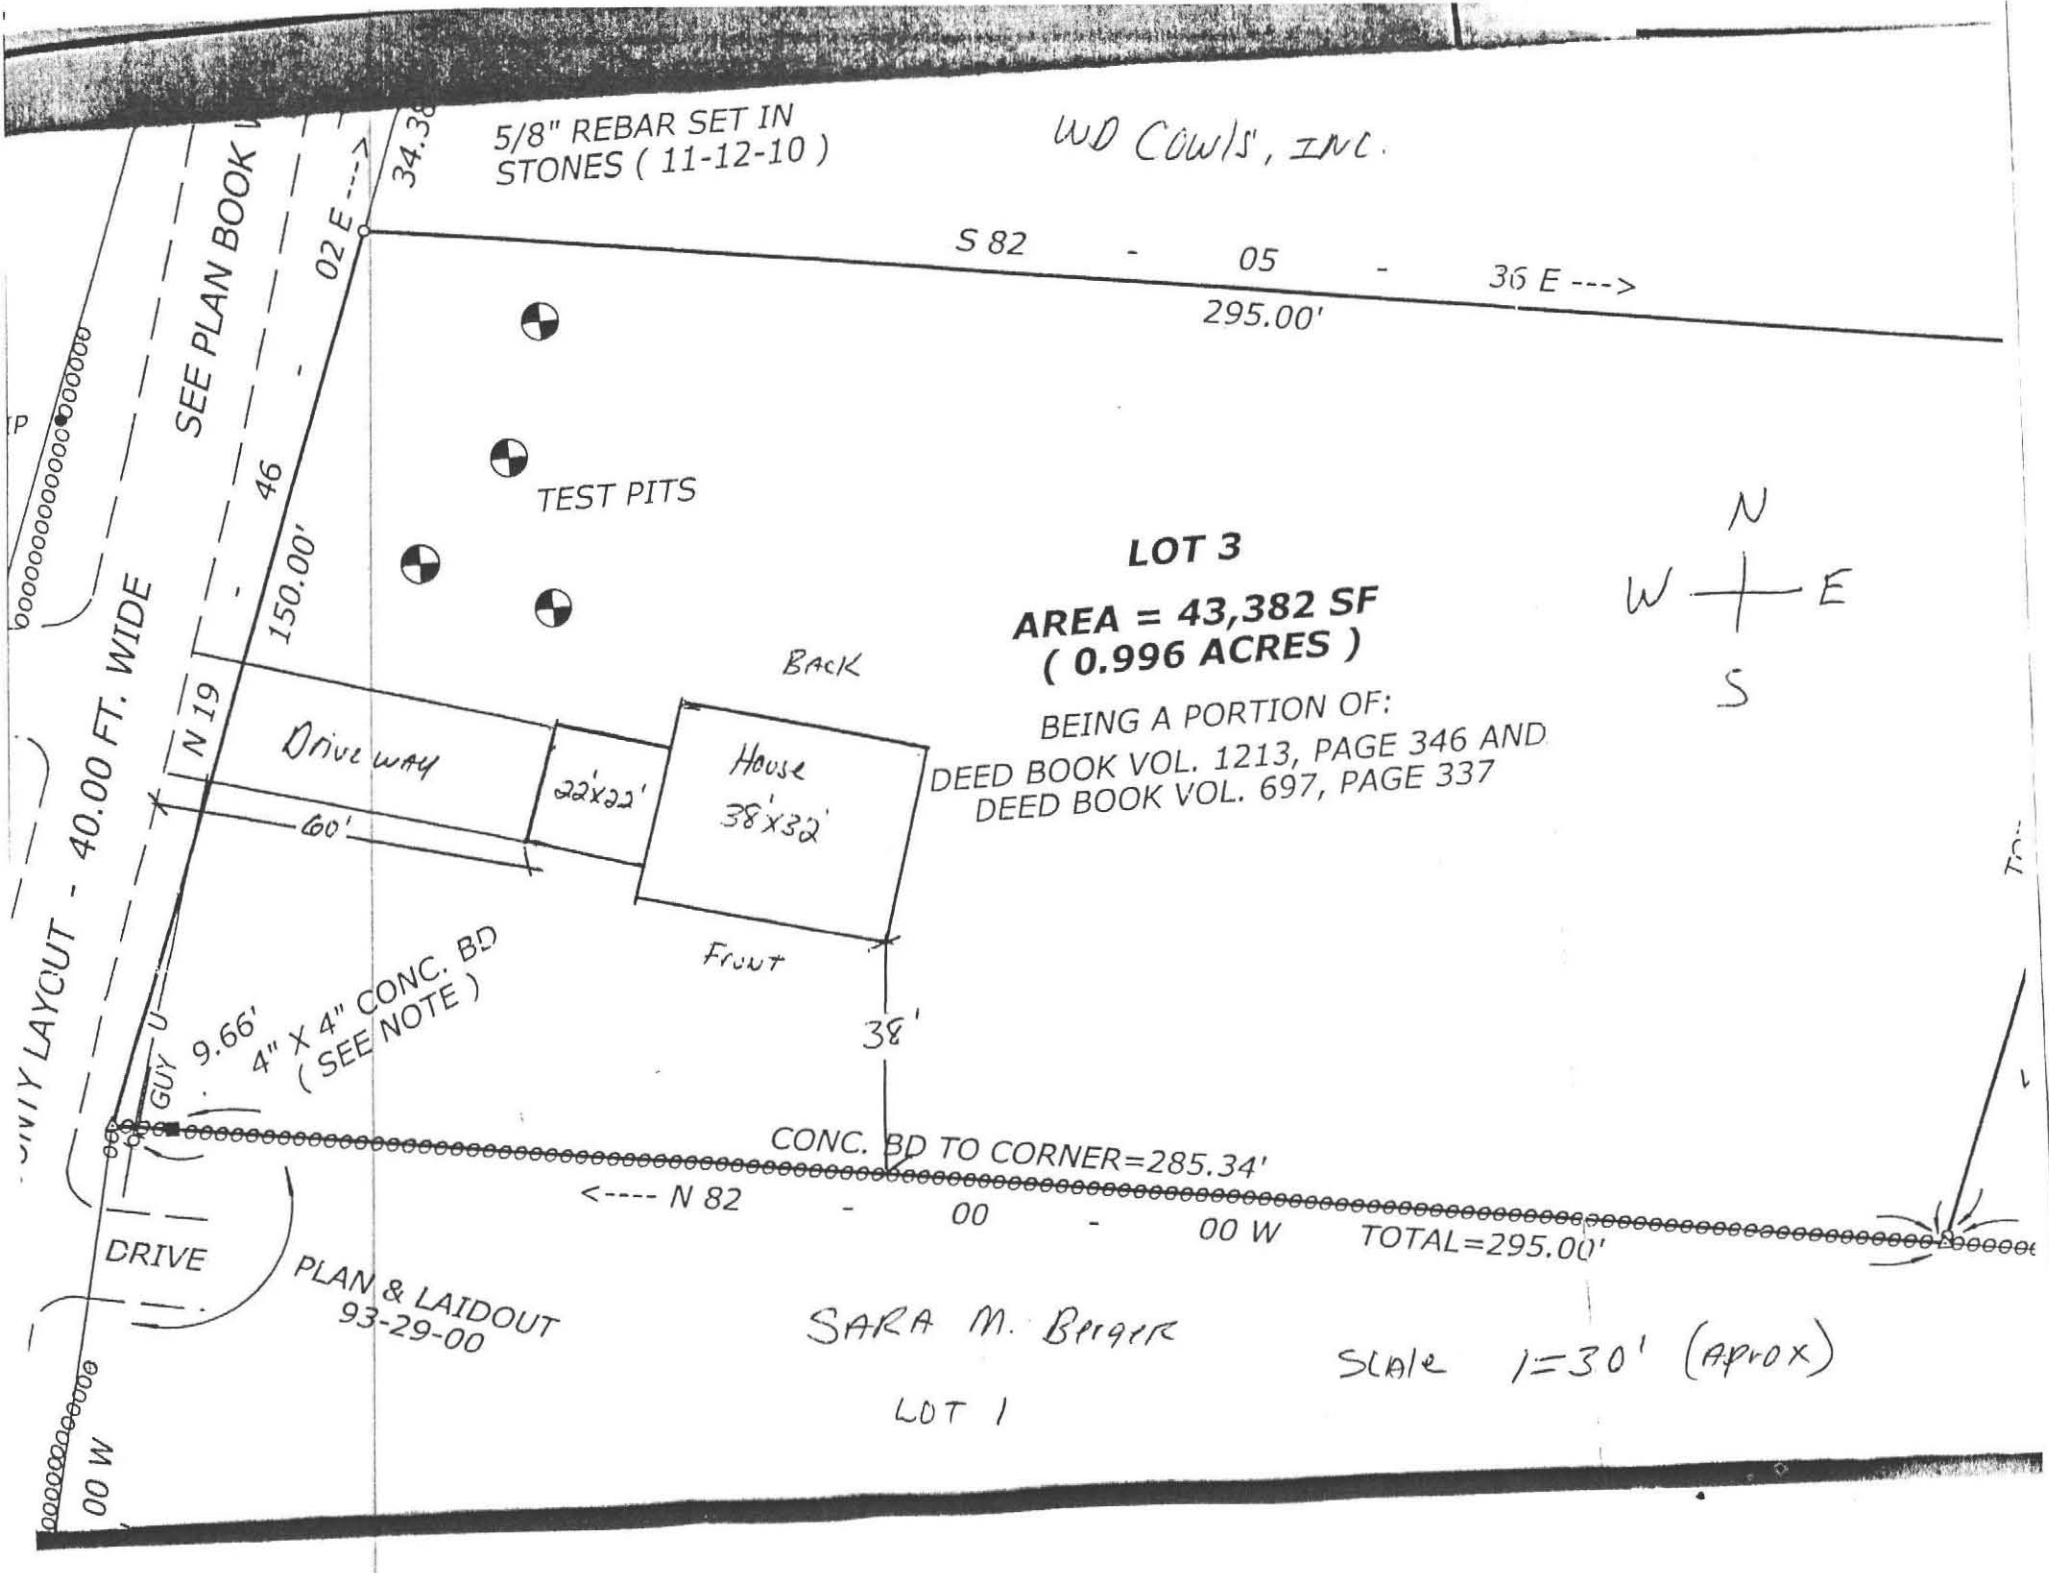 5/8" REBAR SET IN
STONES ( 11-12-10 )
WD Cowls, INC.
SEE PLAN BOOK
02 E --->
34.38
S 82 - 05 - 36 E --->
295.00'
IP
46 -
150.00'
N 19 -
TEST PITS
LOT 3
AREA = 43,382 SF
( 0.996 ACRES )
BEING A PORTION OF:
DEED BOOK VOL. 1213, PAGE 346 AND
DEED BOOK VOL. 697, PAGE 337
N
W E
S
BACK
Driveway
22'x22'
House
38'x32'
60'
Front
38'
LAYOUT - 40.00 FT. WIDE
9.66'
4" X 4" CONC. BD
( SEE NOTE )
GUY
U
CONC. BD TO CORNER=285.34'
<---- N 82 - 00 - 00 W TOTAL=295.00'
DRIVE
PLAN & LAIDOUT
93-29-00
SARA M. Berger
LOT 1
SCAle 1=30' (Aprox)
00 W